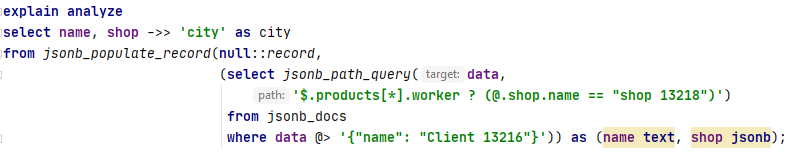 explain analyze
select name, shop ->> 'city' as city
from jsonb_populate_record(null::record,
(select jsonb_path_query( target: data,
path: '$.products[*].worker ? (@.shop.name == "shop 13218")')
from jsonb_docs
where data @> '{"name": "Client 13216"}')) as (name text, shop jsonb);